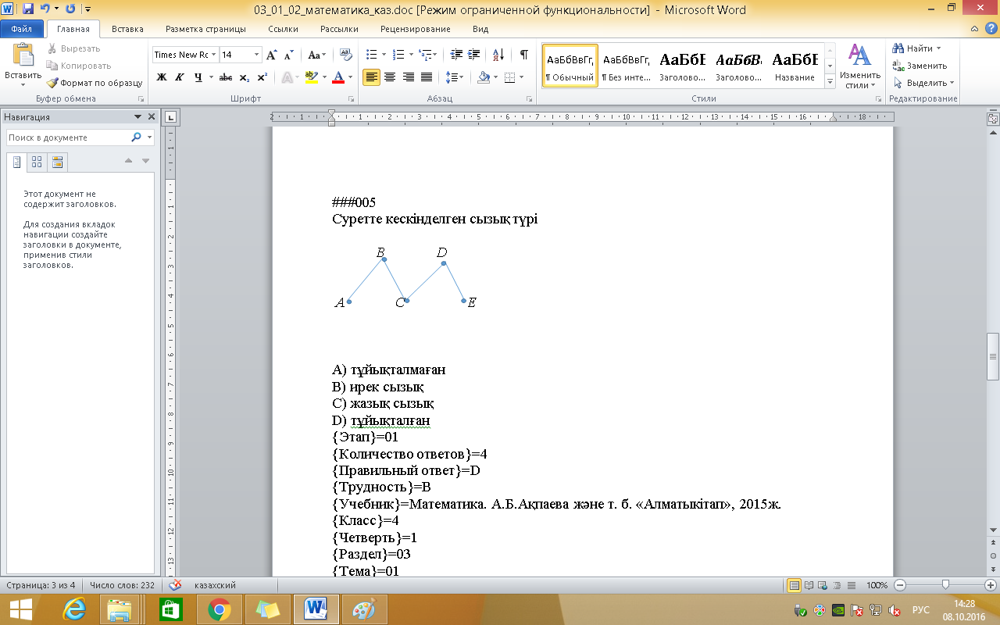 03_01_02_математика_каз.doc [Режим ограниченной функциональности] - Microsoft Word
Файл Главная Вставка Разметка страницы Ссылки Рассылки Рецензирование Вид
Вставить
Вырезать
Копировать
Формат по образцу
Буфер обмена
Times New Rc 14
Шрифт
Абзац
АаБбВвГг, АаБбВвГг, АаБбЕ АаБбВ. АаБбЕ
¶ Обычный ¶ Без инте... Заголово... Заголово... Название
Стили
Изменить стили
Найти
Заменить
Выделить
Редактирование
Навигация
Поиск в документе
Этот документ не
содержит заголовков.
Для создания вкладок
навигации создайте
заголовки в документе,
применив стили
заголовков.
###005
Суретте кескінделген сызық түрі
B D
A C E
A) тұйықталмаған
B) ирек сызық
C) жазық сызық
D) тұйықталған
{Этап}=01
{Количество ответов}=4
{Правильный ответ}=D
{Трудность}=B
{Учебник}=Математика. А.Б.Ақпаева және т. б. «Алматыкітап», 2015ж.
{Класс}=4
{Четверть}=1
{Раздел}=03
{Тема}=01
Страница: 3 из 4 Число слов: 232 казахский 100%
РУС
14:28
08.10.2016